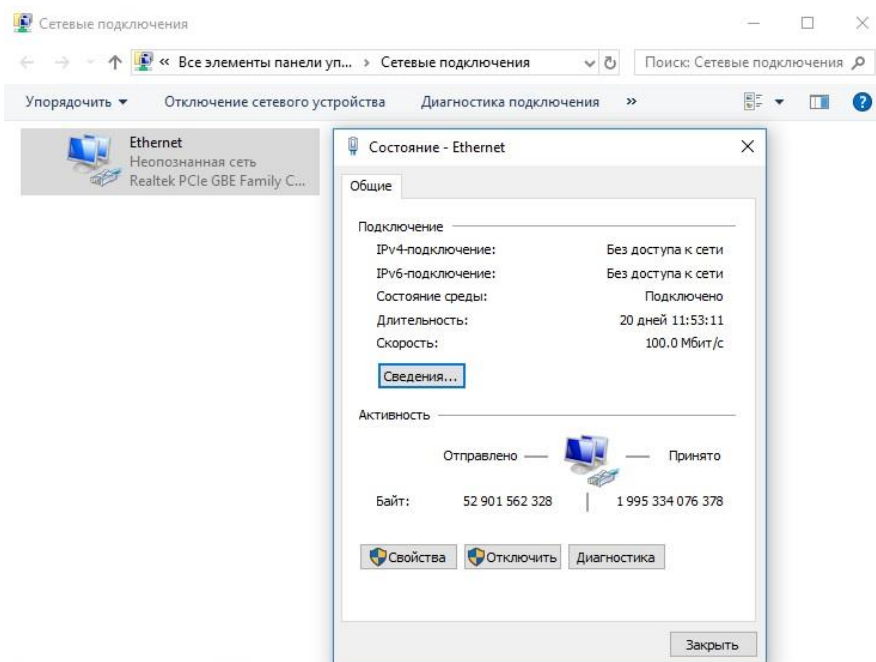 Сетевые подключения
« Все элементы панели уп... › Сетевые подключения
Поиск: Сетевые подключения
Упорядочить
Отключение сетевого устройства
Диагностика подключения
»
Ethernet
Неопознанная сеть
Realtek PCIe GBE Family C...
Состояние - Ethernet
Общие
Подключение
IPv4-подключение: Без доступа к сети
IPv6-подключение: Без доступа к сети
Состояние среды: Подключено
Длительность: 20 дней 11:53:11
Скорость: 100.0 Мбит/с
Сведения...
Активность
Отправлено — — Принято
Байт: 52 901 562 328 | 1 995 334 076 378
Свойства
Отключить
Диагностика
Закрыть